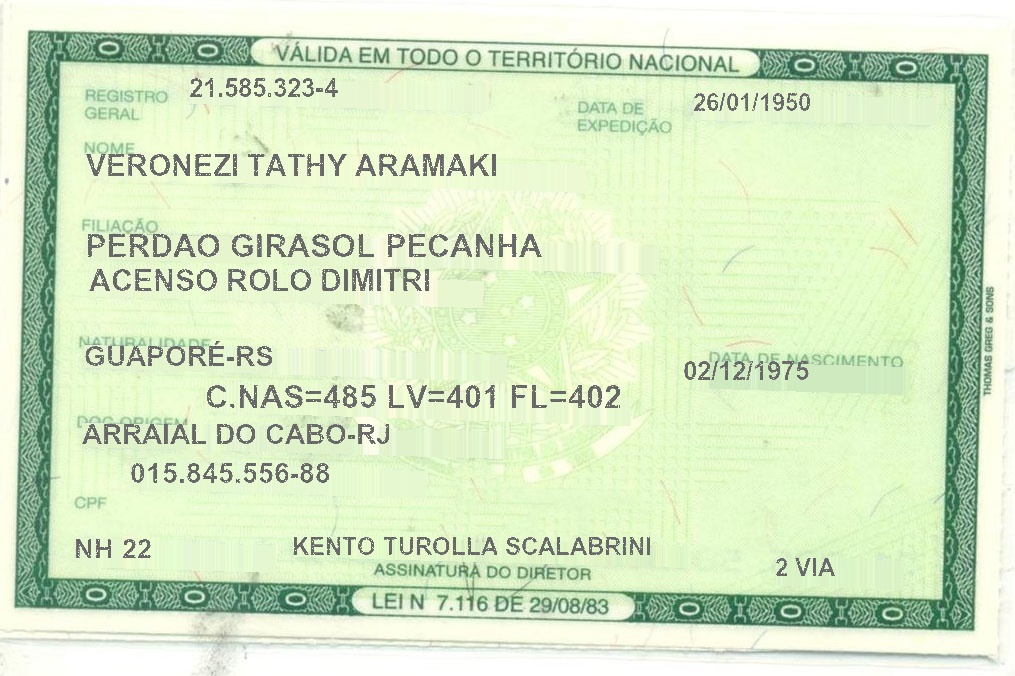 VÁLIDA EM TODO O TERRITÓRIO NACIONAL
REGISTRO GERAL 21.585.323-4 DATA DE EXPEDIÇÃO 26/01/1950
NOME
VERONEZI TATHY ARAMAKI
FILIAÇÃO
PERDAO GIRASOL PECANHA
ACENSO ROLO DIMITRI
NATURALIDADE DATA DE NASCIMENTO
GUAPORÉ-RS 02/12/1975
C.NAS=485 LV=401 FL=402
DOC ORIGEM
ARRAIAL DO CABO-RJ
015.845.556-88
CPF
NH 22 KENTO TUROLLA SCALABRINI
ASSINATURA DO DIRETOR 2 VIA
LEI N 7.116 DE 29/08/83
THOMAS GREG & SONS